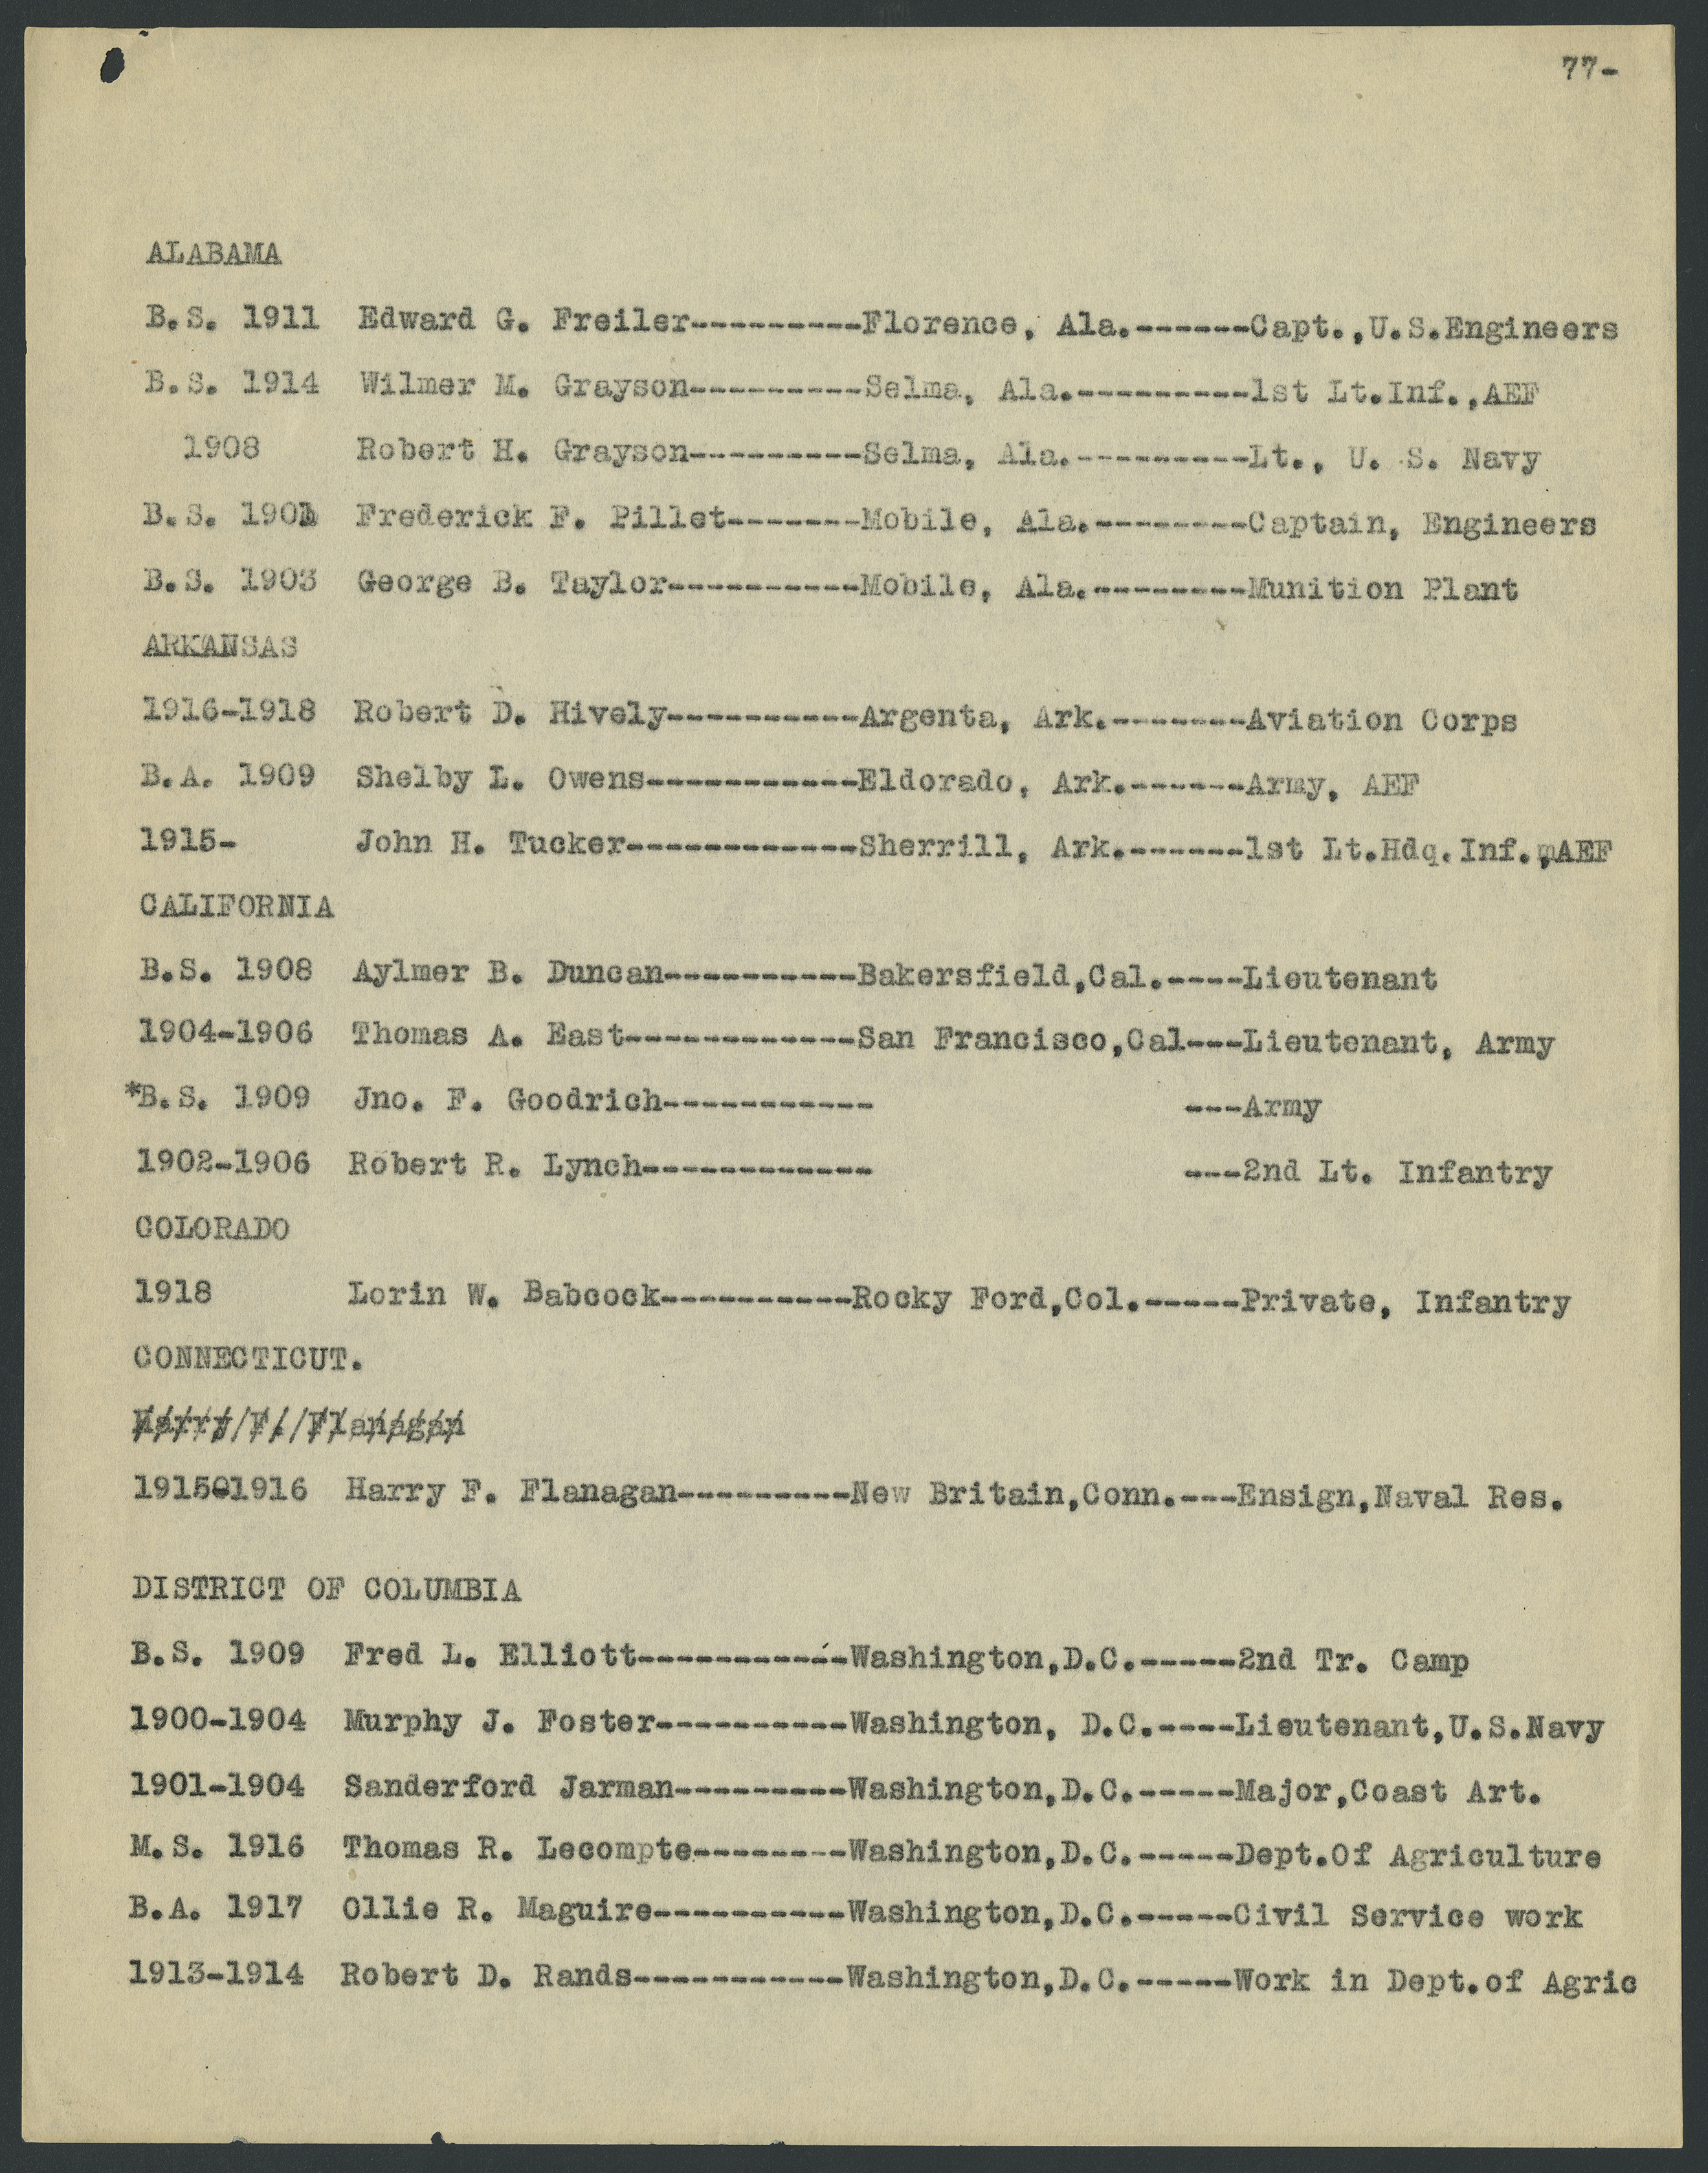 77-
ALABAMA
B.S. 1911 Edward G. Freiler---------Florence, Ala.------Capt.,U.S.Engineers
B.S. 1914 Wilmer M. Grayson---------Selma, Ala.---------1st Lt.Inf.,AEF
1908 Robert H. Grayson---------Selma, Ala.---------Lt., U. S. Navy
B.S. 1901 Frederick F. Pillet-------Mobile, Ala.--------Captain, Engineers
B.S. 1903 George B. Taylor----------Mobile, Ala.--------Munition Plant
ARKANSAS
1916-1918 Robert D. Hively----------Argenta, Ark.-------Aviation Corps
B.A. 1909 Shelby L. Owens-----------Eldorado, Ark.------Army, AEF
1915- John H. Tucker------------Sherrill, Ark.------1st Lt.Hdq.Inf.,AEF
CALIFORNIA
B.S. 1908 Aylmer B. Duncan----------Bakersfield,Cal.----Lieutenant
1904-1906 Thomas A. East------------San Francisco,Cal---Lieutenant, Army
*B.S. 1909 Jno. F. Goodrich----------- ---Army
1902-1906 Robert R. Lynch------------ ---2nd Lt. Infantry
COLORADO
1918 Lorin W. Babcock----------Rocky Ford,Col.-----Private, Infantry
CONNECTICUT.
Harry/F./Flanagan
1915-1916 Harry F. Flanagan---------New Britain,Conn.---Ensign,Naval Res.
DISTRICT OF COLUMBIA
B.S. 1909 Fred L. Elliott-----------Washington,D.C.-----2nd Tr. Camp
1900-1904 Murphy J. Foster----------Washington, D.C.----Lieutenant,U.S.Navy
1901-1904 Sanderford Jarman---------Washington,D.C.-----Major,Coast Art.
M.S. 1916 Thomas R. Lecompte--------Washington,D.C.-----Dept.Of Agriculture
B.A. 1917 Ollie R. Maguire----------Washington,D.C.-----Civil Service work
1913-1914 Robert D. Rands-----------Washington,D.C.-----Work in Dept.of Agric